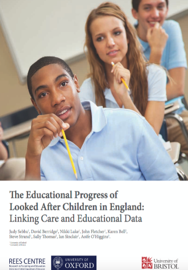 The Educational Progress of
Looked After Children in England:
Linking Care and Educational Data
Judy Sebba, David Berridge, Nikki Luke, John Fletcher, Karen Bell,
Steve Strand, Sally Thomas, Ian Sinclair, Aoife O'Higgins
REES CENTRE
UNIVERSITY OF
OXFORD
University of
BRISTOL